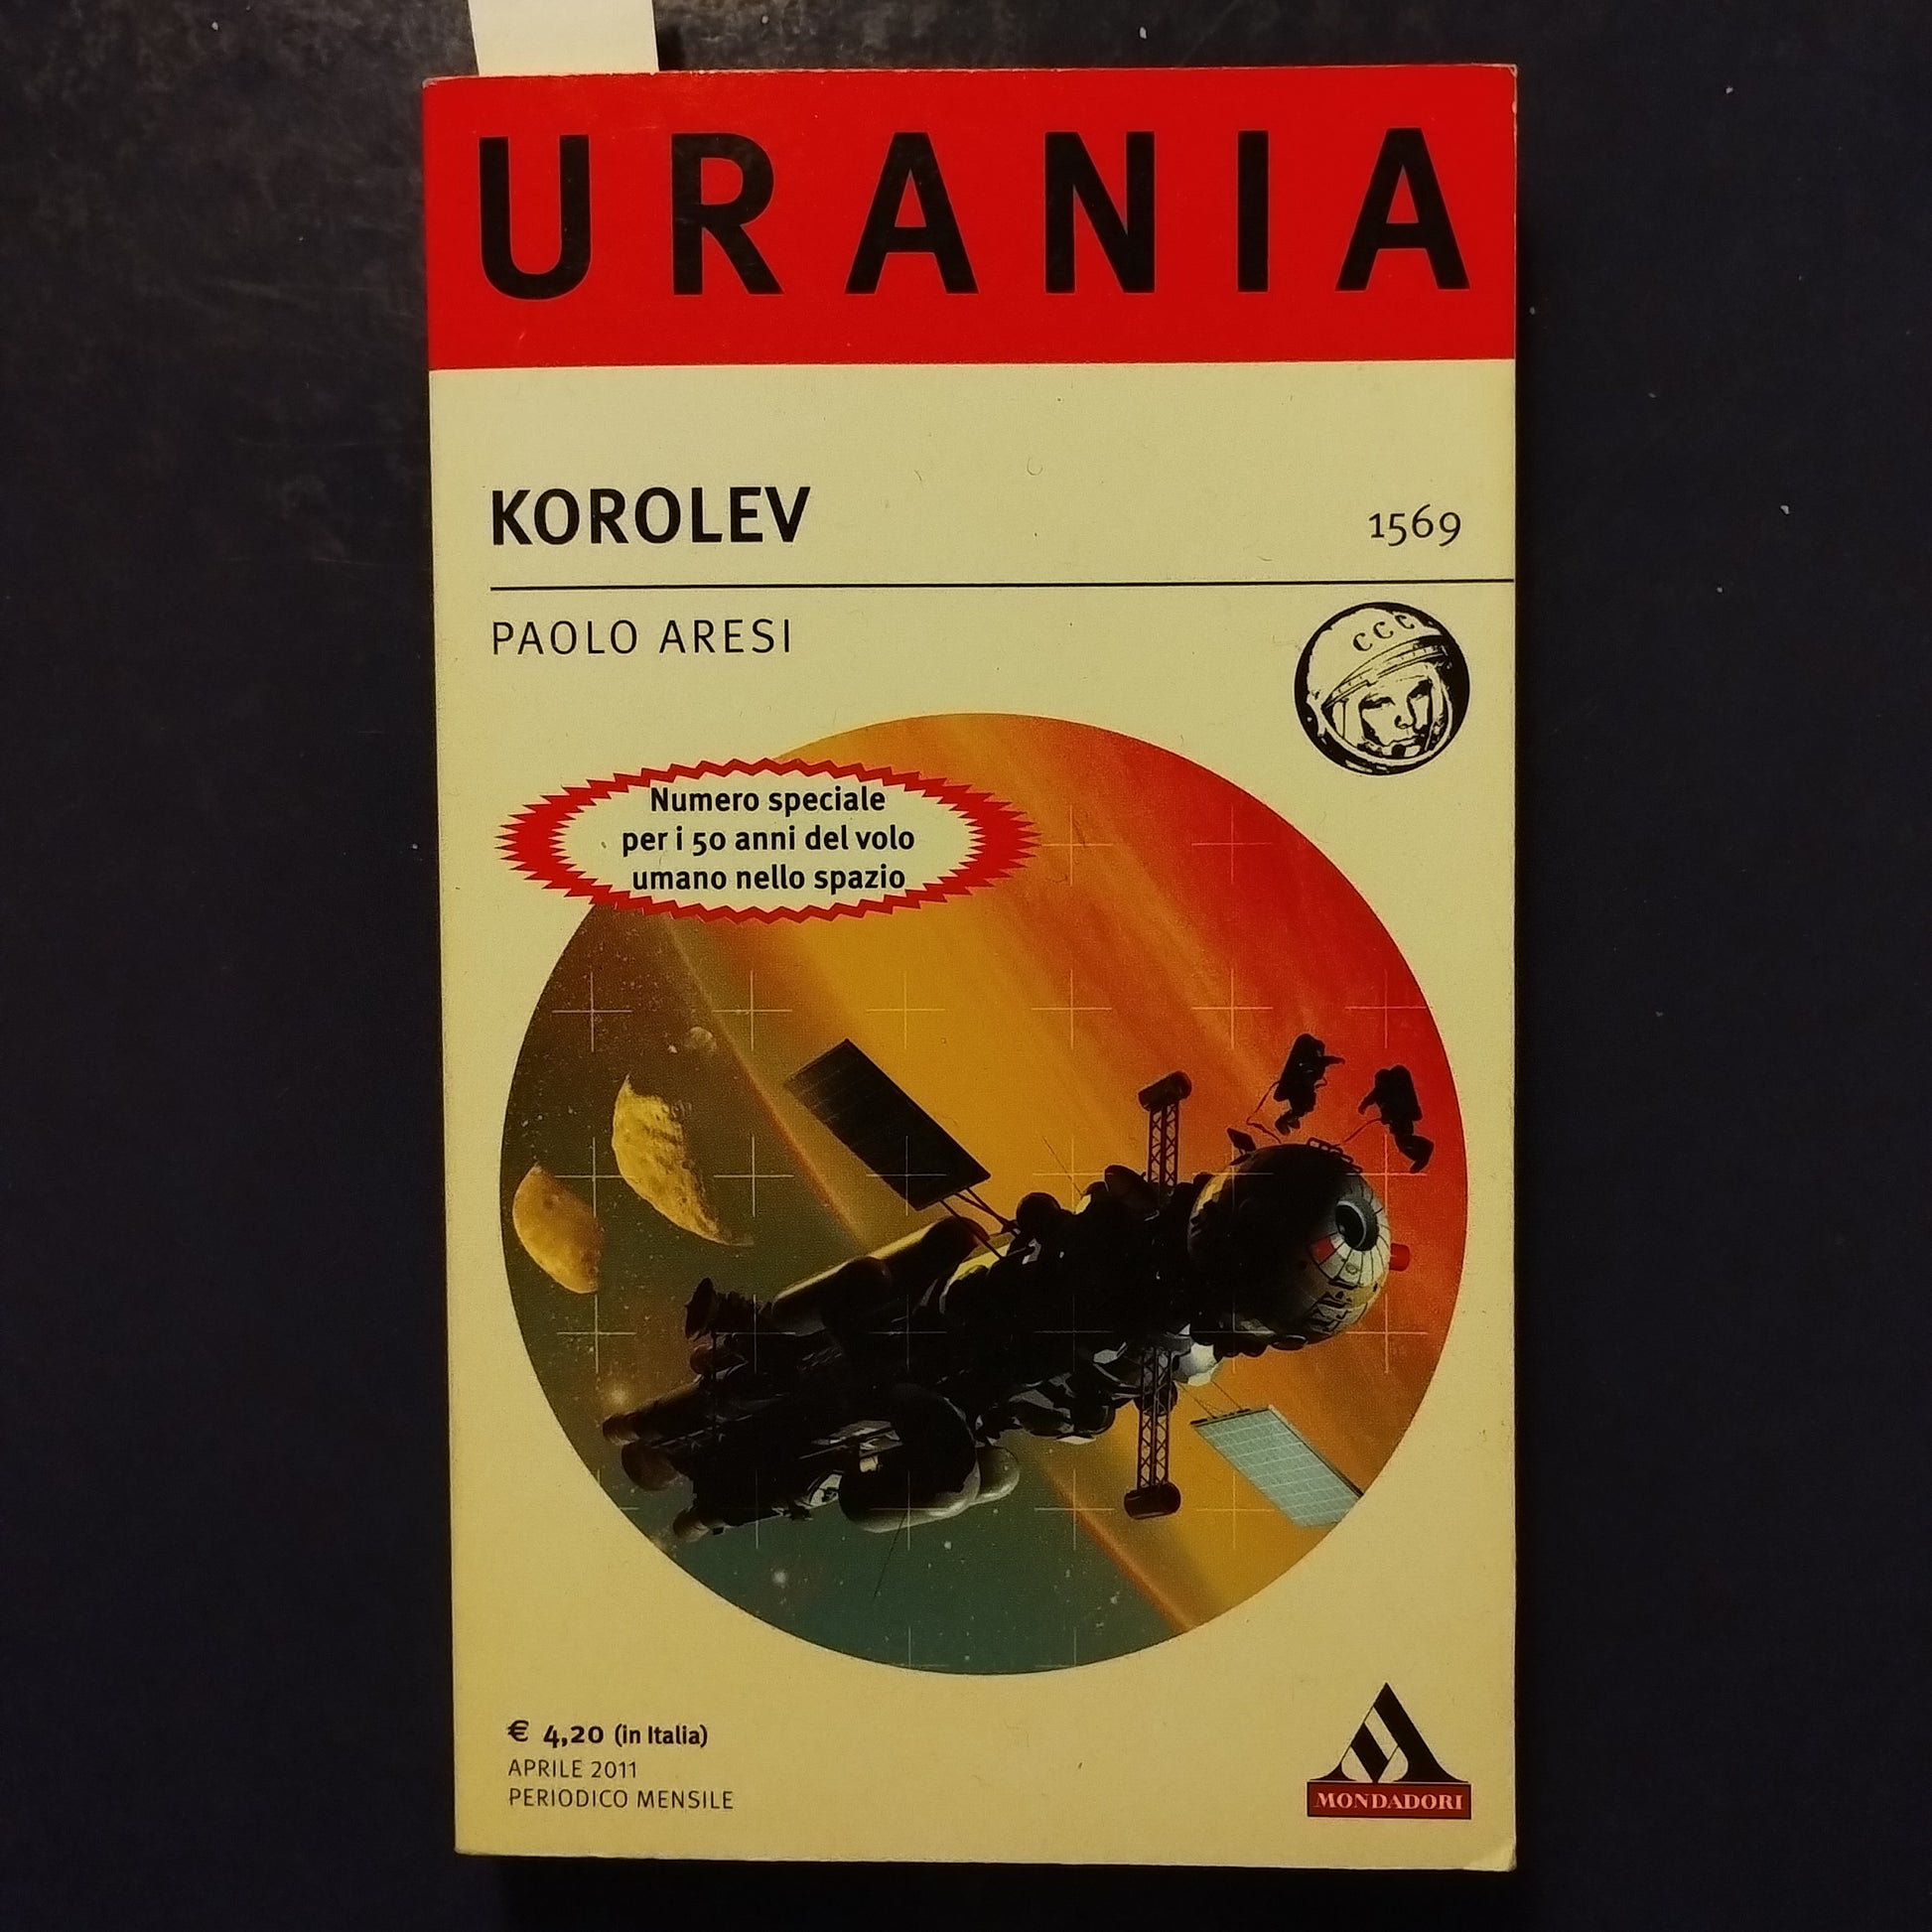 URANIA
KOROLEV
1569
PAOLO ARESI
CCC
Numero speciale
per i 50 anni del volo
umano nello spazio
€ 4,20 (in Italia)
APRILE 2011
PERIODICO MENSILE
MONDADORI